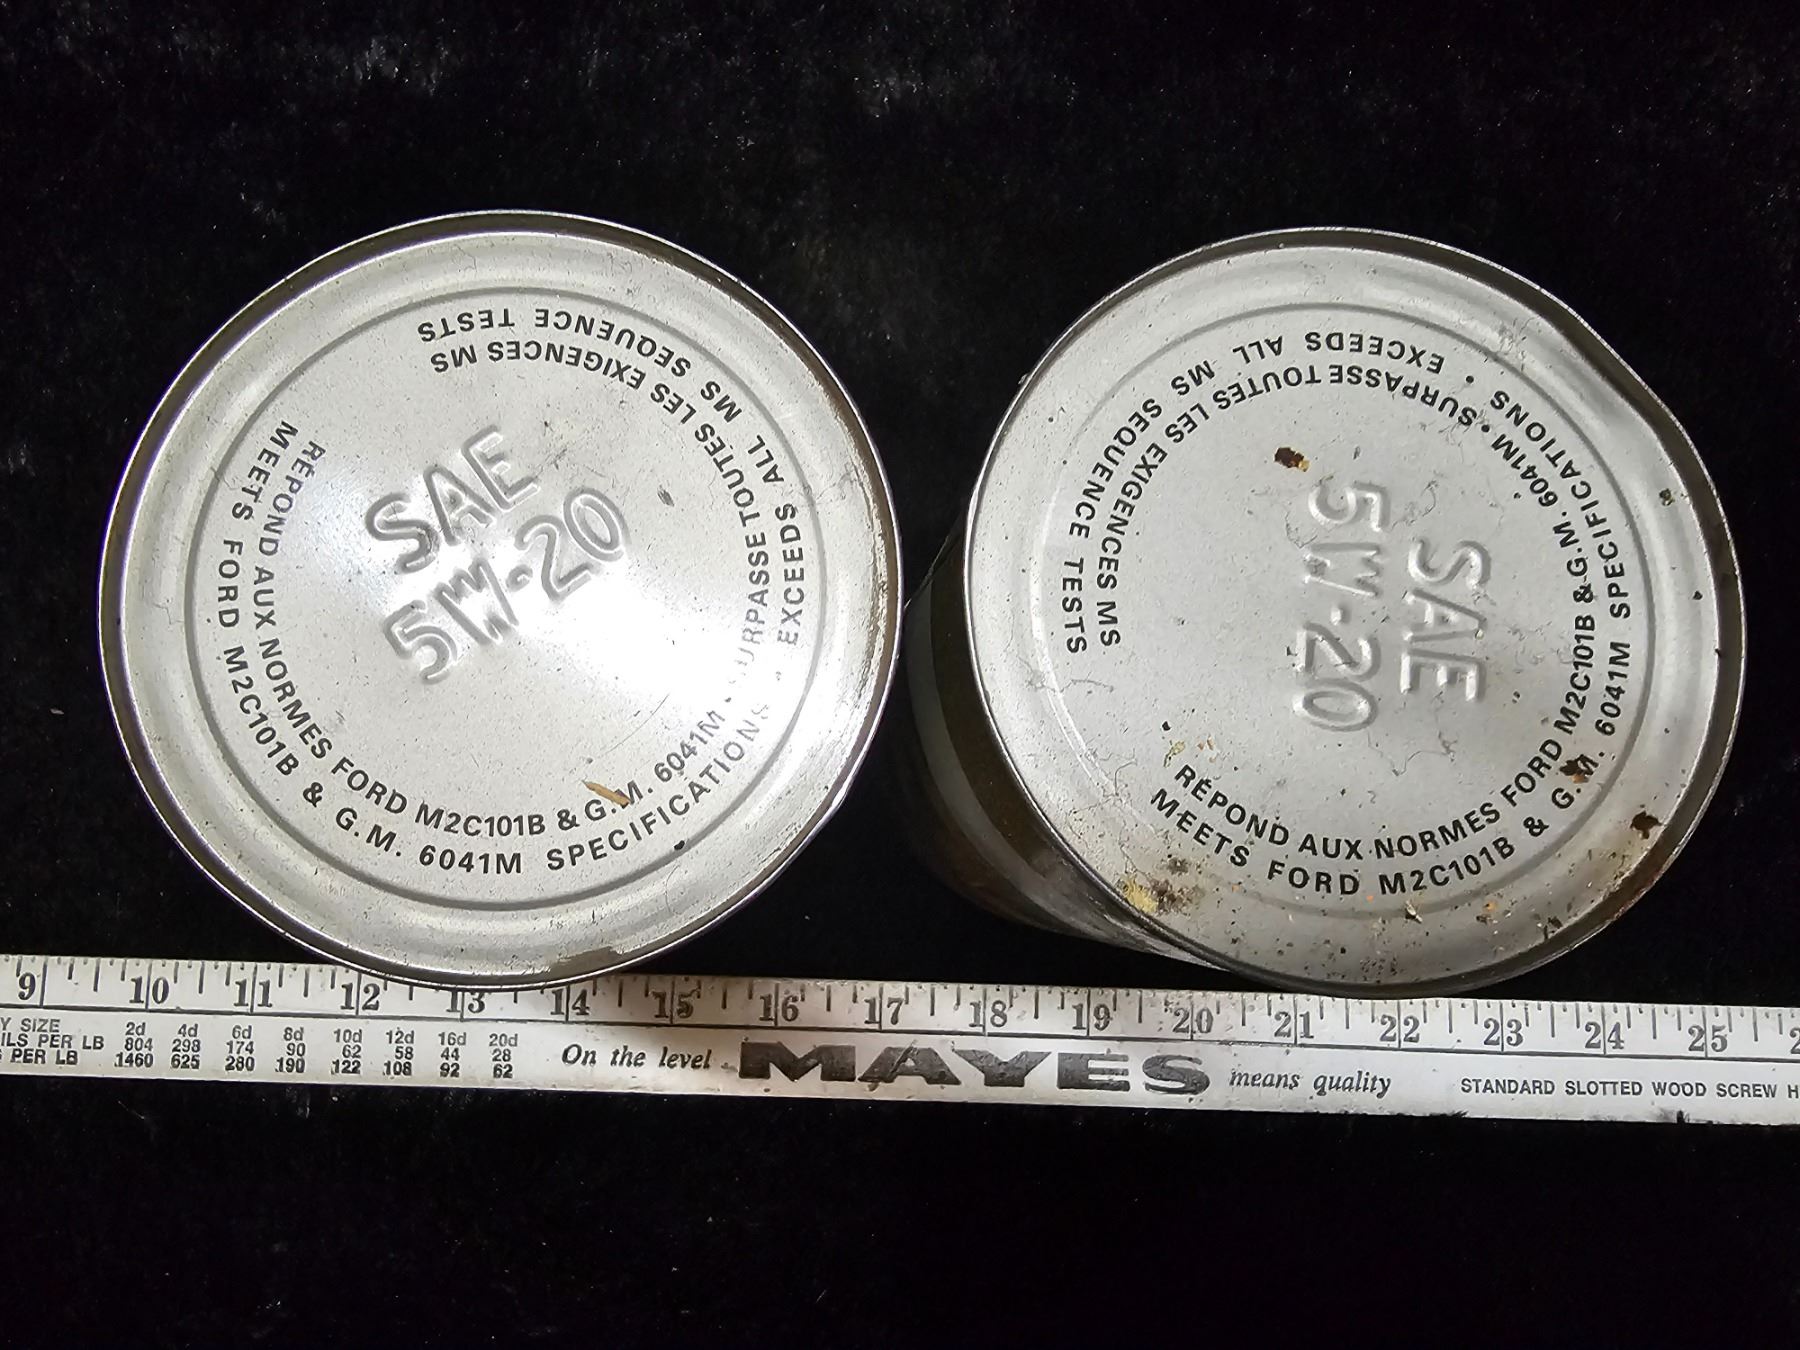 MEETS FORD M2C101B & G.M. 6041M SPECIFICATIONS • EXCEEDS ALL MS SEQUENCE TESTS
RÉPOND AUX NORMES FORD M2C101B & G.M. 6041M • SURPASSE TOUTES LES EXIGENCES MS
SAE
5W-20
MEETS FORD M2C101B & G.M. 6041M SPECIFICATIONS • EXCEEDS ALL MS SEQUENCE TESTS
RÉPOND AUX NORMES FORD M2C101B & G.M. 6041M • SURPASSE TOUTES LES EXIGENCES MS
SAE
5W-20
9 10 11 12 13 14 15 16 17 18 19 20 21 22 23 24 25
Y SIZE 2d 4d 6d 8d 10d 12d 16d 20d
ILS PER LB 804 298 174 90 62 58 44 28
PER LB 1460 625 280 190 122 108 92 62
On the level MAYES means quality
STANDARD SLOTTED WOOD SCREW H